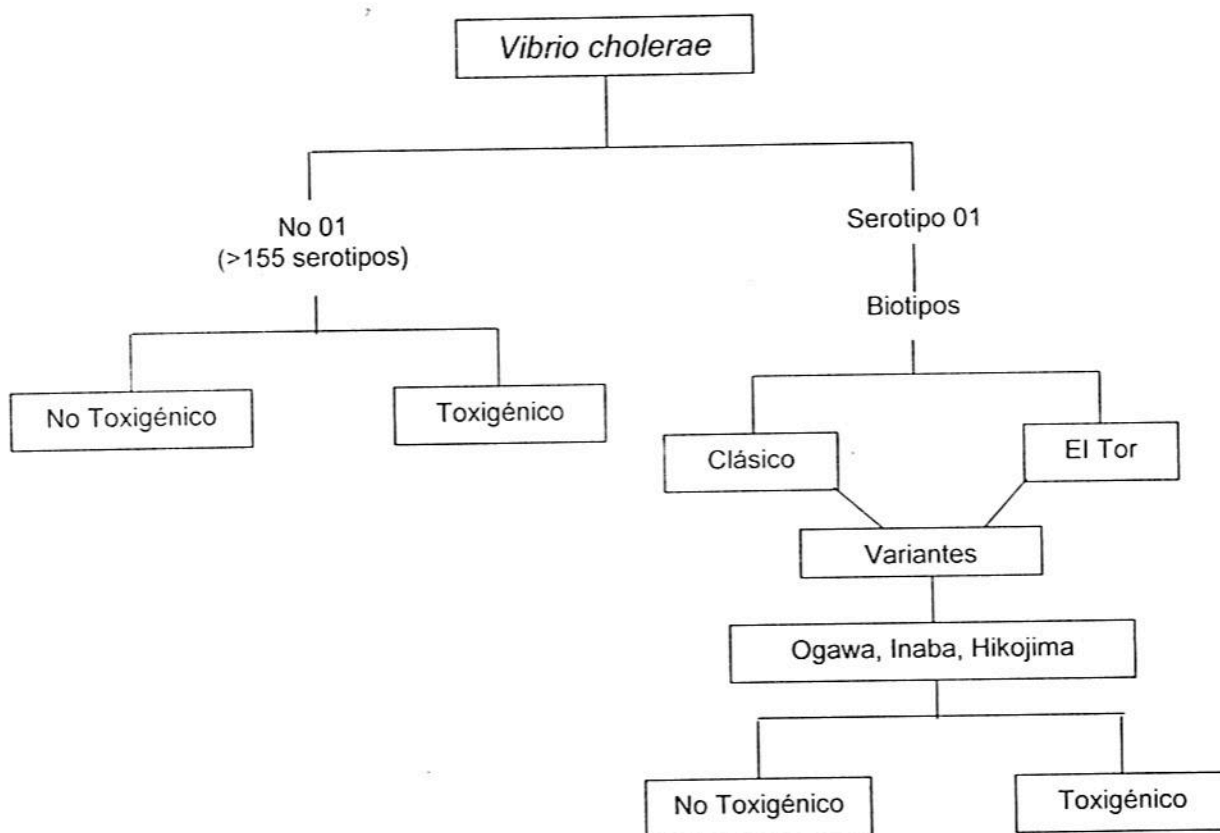 Vibrio cholerae
No 01
(>155 serotipos)
Serotipo 01
Biotipos
No Toxigénico
Toxigénico
Clásico
El Tor
Variantes
Ogawa, Inaba, Hikojima
No Toxigénico
Toxigénico